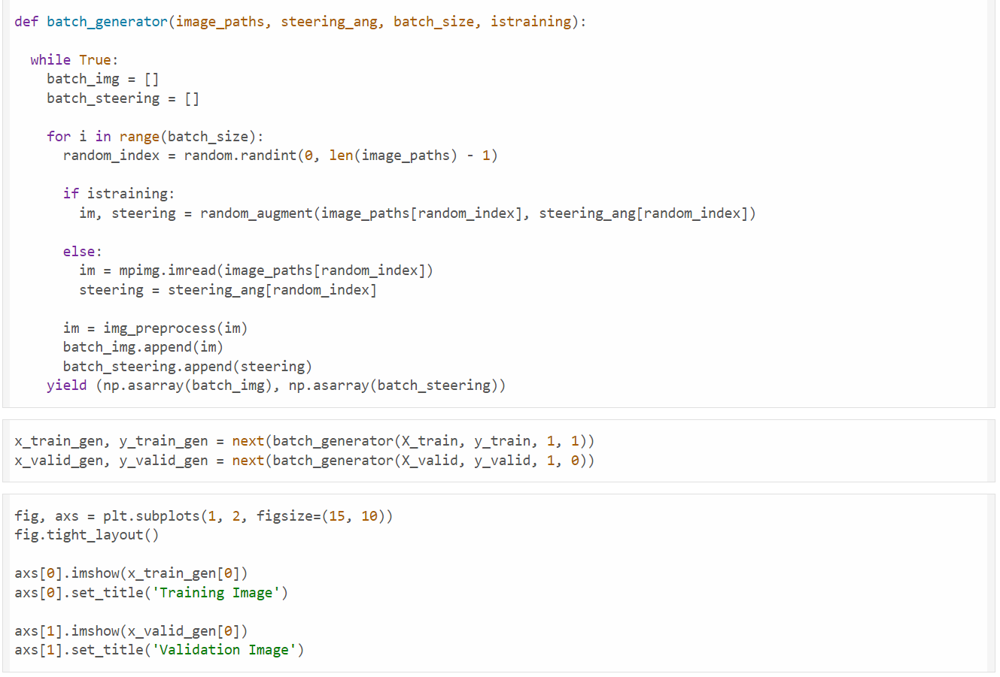 def batch_generator(image_paths, steering_ang, batch_size, istraining):
  while True:
    batch_img = []
    batch_steering = []
    for i in range(batch_size):
      random_index = random.randint(0, len(image_paths) - 1)
      if istraining:
        im, steering = random_augment(image_paths[random_index], steering_ang[random_index])
      else:
        im = mpimg.imread(image_paths[random_index])
        steering = steering_ang[random_index]
      im = img_preprocess(im)
      batch_img.append(im)
      batch_steering.append(steering)
    yield (np.asarray(batch_img), np.asarray(batch_steering))
x_train_gen, y_train_gen = next(batch_generator(X_train, y_train, 1, 1))
x_valid_gen, y_valid_gen = next(batch_generator(X_valid, y_valid, 1, 0))
fig, axs = plt.subplots(1, 2, figsize=(15, 10))
fig.tight_layout()
axs[0].imshow(x_train_gen[0])
axs[0].set_title('Training Image')
axs[1].imshow(x_valid_gen[0])
axs[1].set_title('Validation Image')